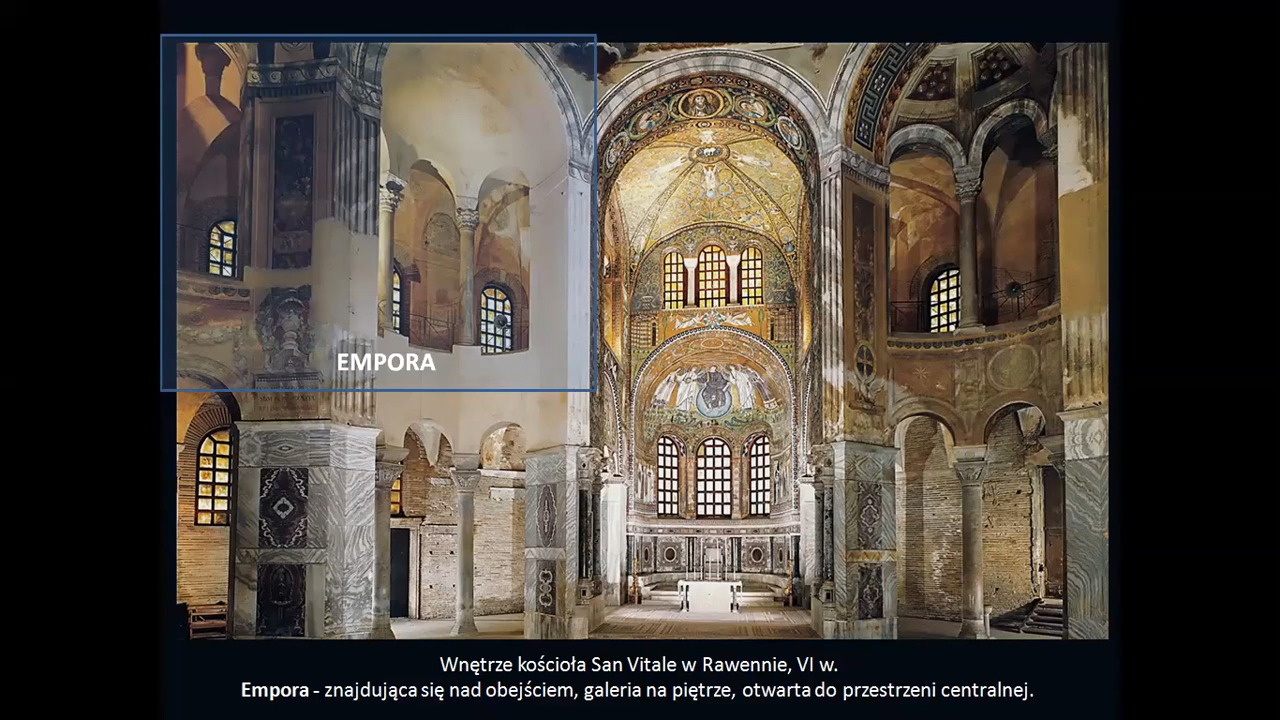 EMPORA
Wnętrze kościoła San Vitale w Rawennie, VI w.
Empora - znajdująca się nad obejściem, galeria na piętrze, otwarta do przestrzeni centralnej.